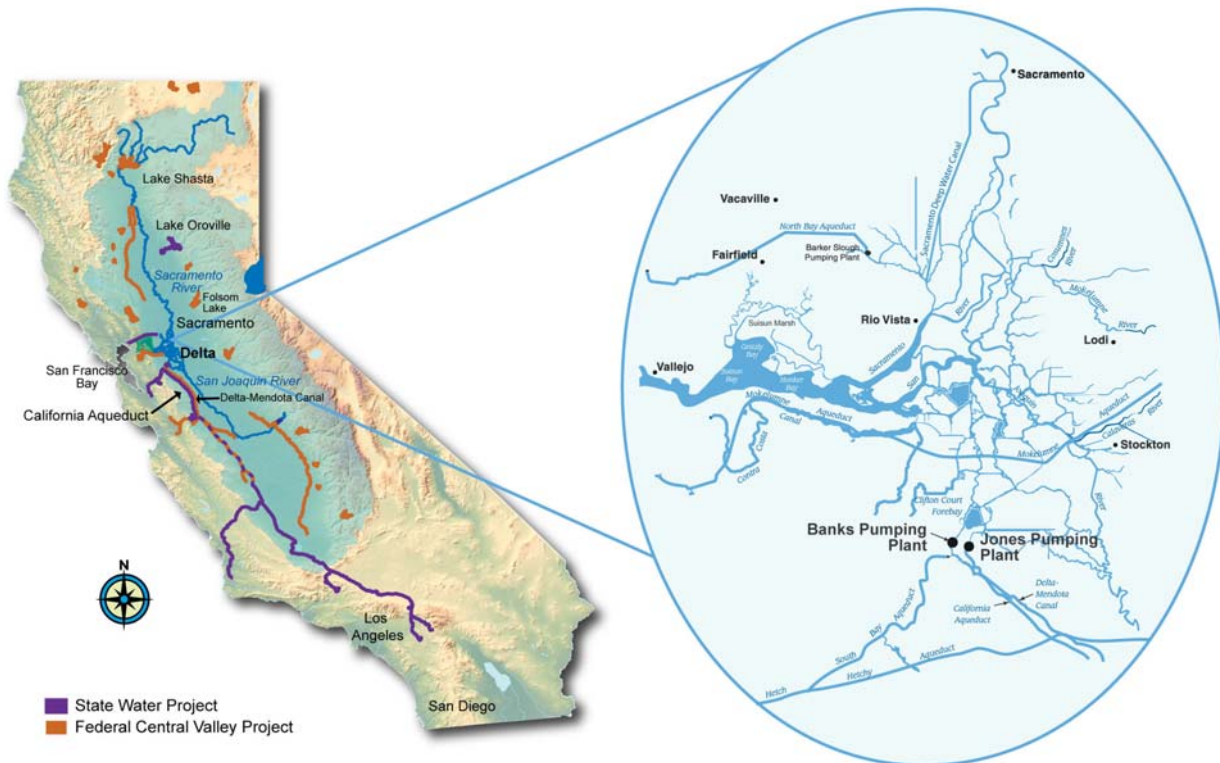 Lake Shasta
Lake Oroville
Sacramento
River
Folsom
Lake
Sacramento
Delta
San Francisco
Bay
San Joaquin River
Delta-Mendota Canal
California Aqueduct
N
Los
Angeles
San Diego
State Water Project
Federal Central Valley Project
Sacramento
Sacramento Deep Water Canal
Vacaville
North Bay Aqueduct
Barker Slough
Pumping Plant
Fairfield
Cosumnes
River
Mokelumne
River
Suisun Marsh
Rio Vista
River
Sacramento
Lodi
Grizzly
Bay
Vallejo
Suisun
Bay
Honker Bay
San
Joaquin
Mokelumne
Aqueduct
Canal
Contra
Costa
Mokelumne
Aqueduct
Calaveras
River
Stockton
River
Clifton Court
Forebay
Banks Pumping
Plant
Jones Pumping
Plant
Delta-
Mendota
Canal
California
Aqueduct
South
Bay
Aqueduct
Hetch
Hetchy
Aqueduct